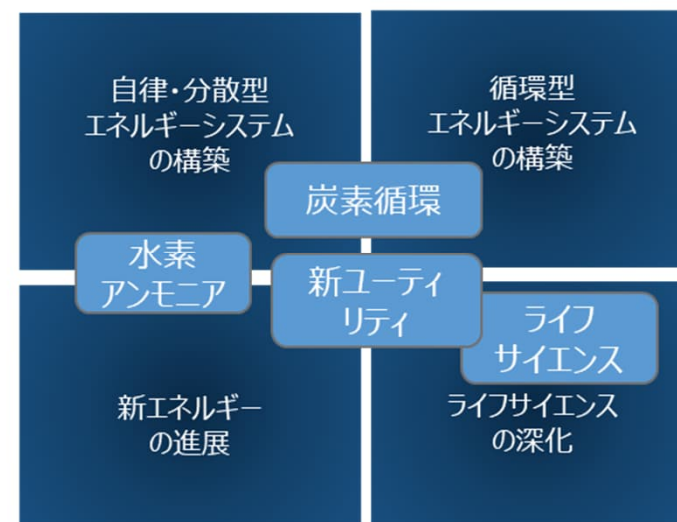 自律・分散型
エネルギーシステム
の構築
循環型
エネルギーシステム
の構築
炭素循環
水素
アンモニア
新ユーティ
リティ
ライフ
サイエンス
新エネルギー
の進展
ライフサイエンス
の深化